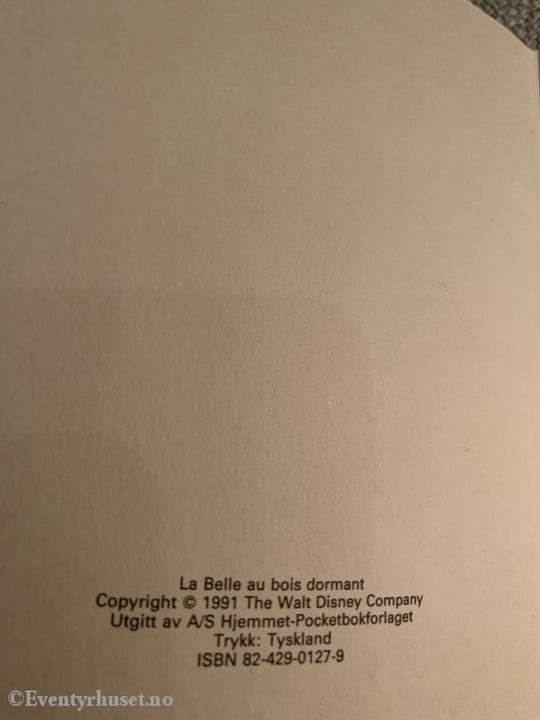 La Belle au bois dormant
Copyright © 1991 The Walt Disney Company
Utgitt av A/S Hjemmet-Pocketbokforlaget
Trykk: Tyskland
ISBN 82-429-0127-9
©Eventyrhuset.no